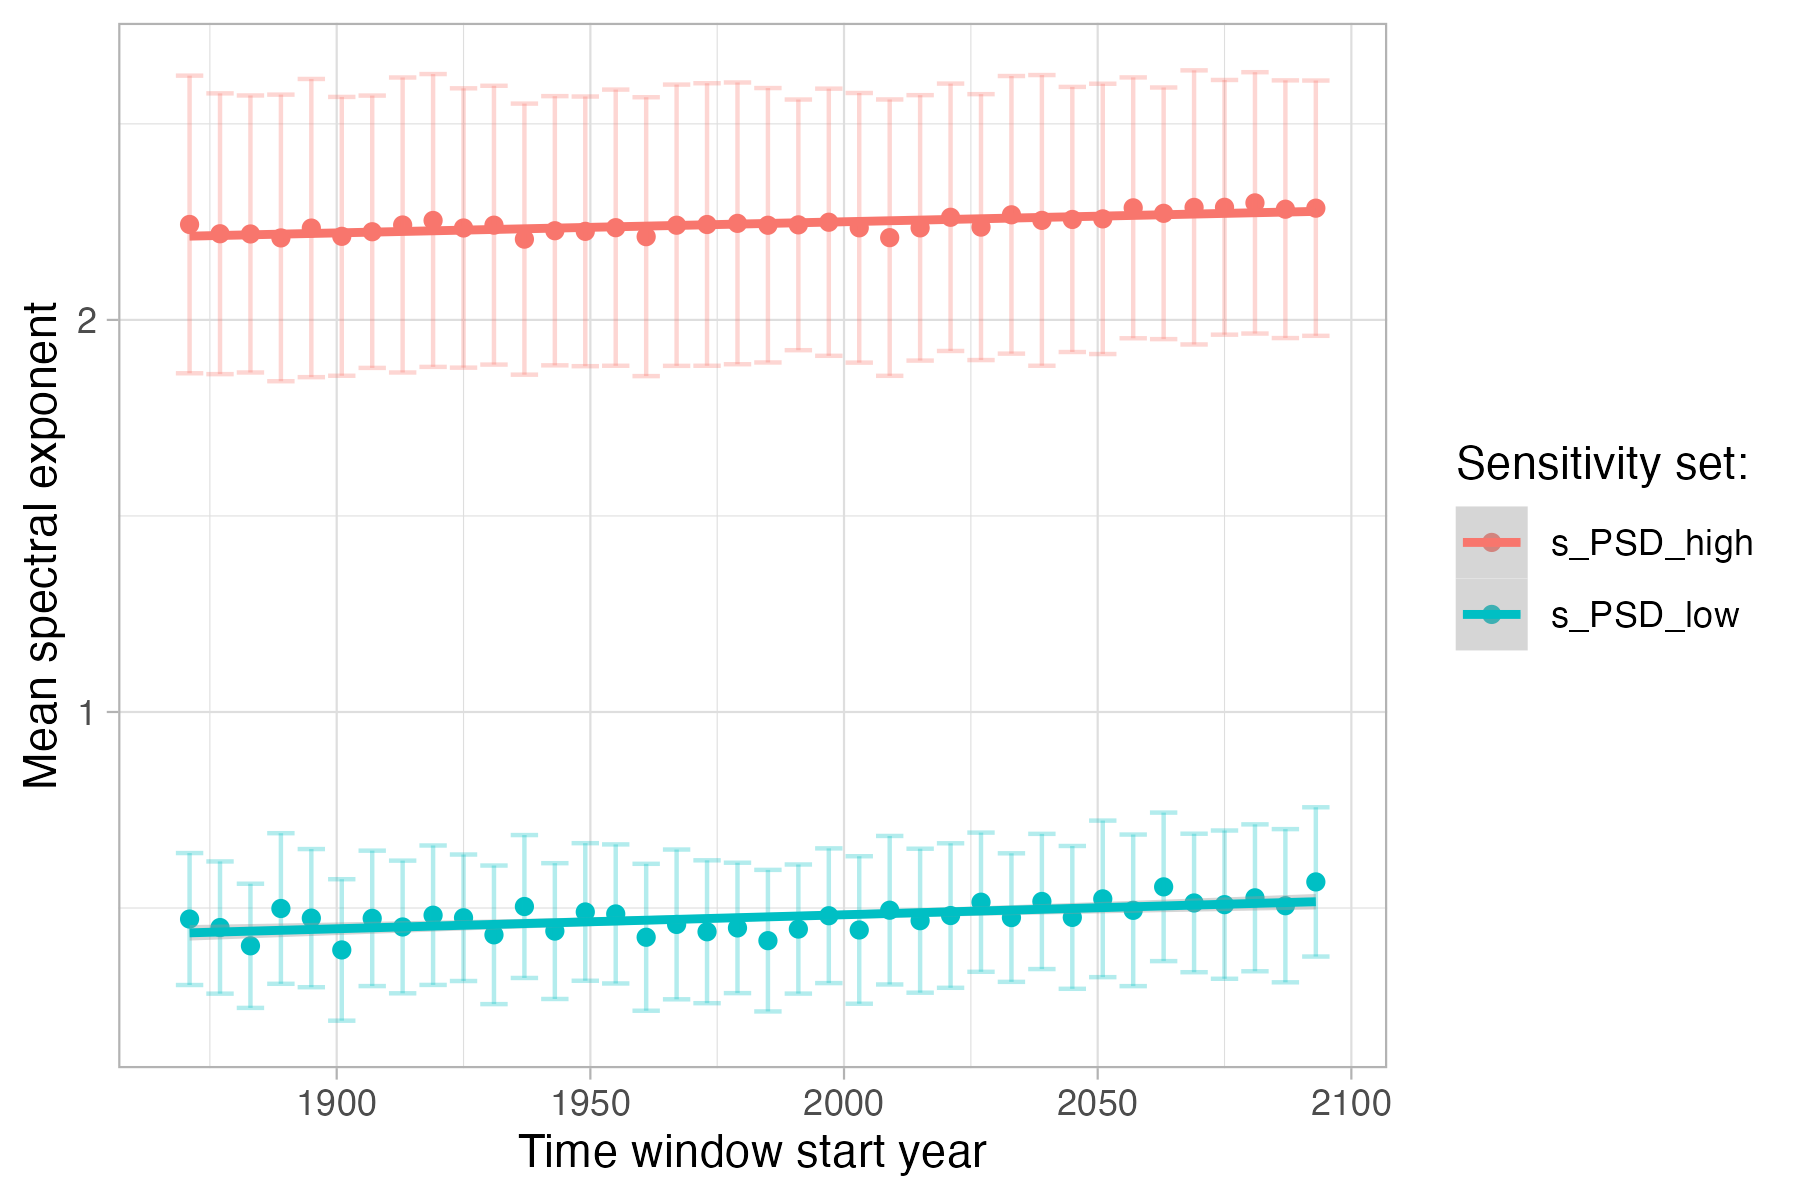 Mean spectral exponent
2
1
1900 1950 2000 2050 2100
Time window start year
Sensitivity set:
s_PSD_high
s_PSD_low